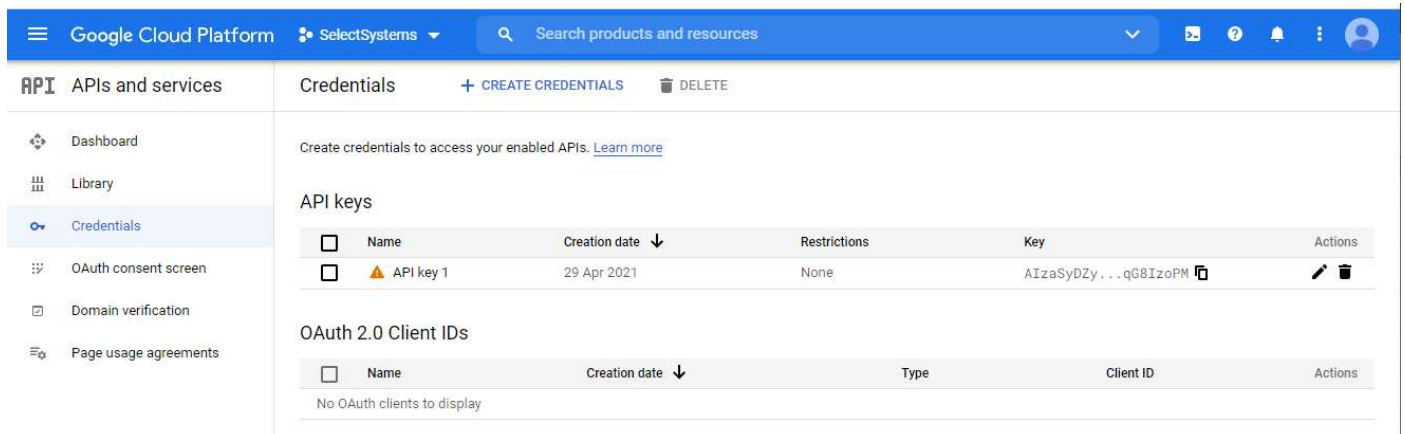 Google Cloud Platform SelectSystems Search products and resources
API APIs and services Credentials CREATE CREDENTIALS DELETE
Dashboard
Create credentials to access your enabled APIs. Learn more
Library
API keys
Credentials
Name Creation date Restrictions Key Actions
OAuth consent screen
API key 1 29 Apr 2021 None AIzaSyDZy...qG8IzoPM
Domain verification
OAuth 2.0 Client IDs
Page usage agreements
Name Creation date Type Client ID Actions
No OAuth clients to display